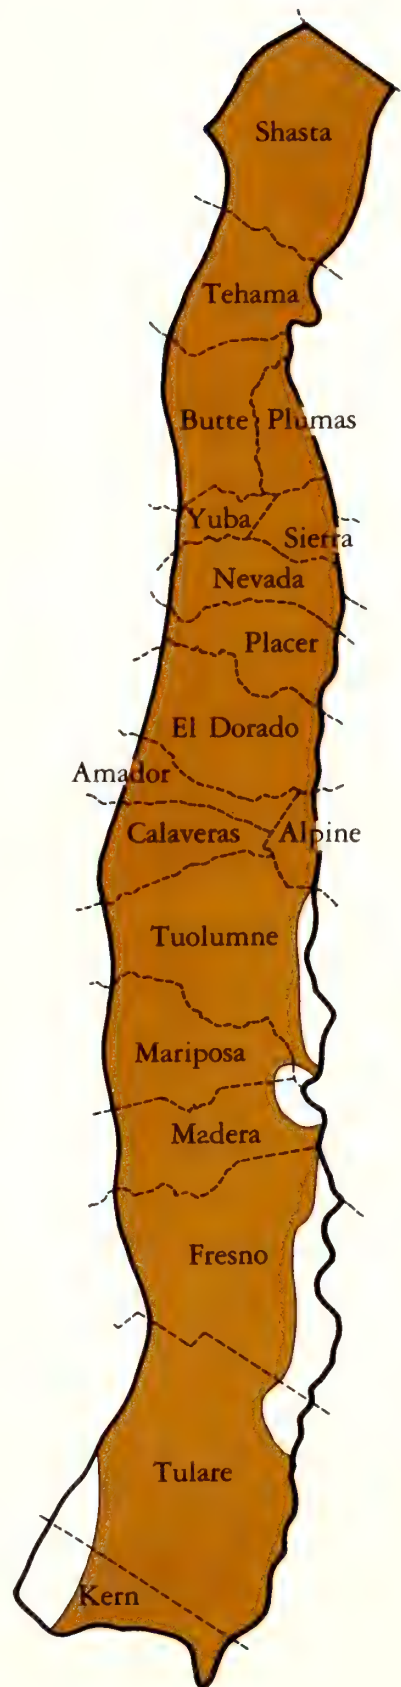 Shasta
Tehama
Butte
Plumas
Yuba
Sierra
Nevada
Placer
El Dorado
Amador
Calaveras
Alpine
Tuolumne
Mariposa
Madera
Fresno
Tulare
Kern